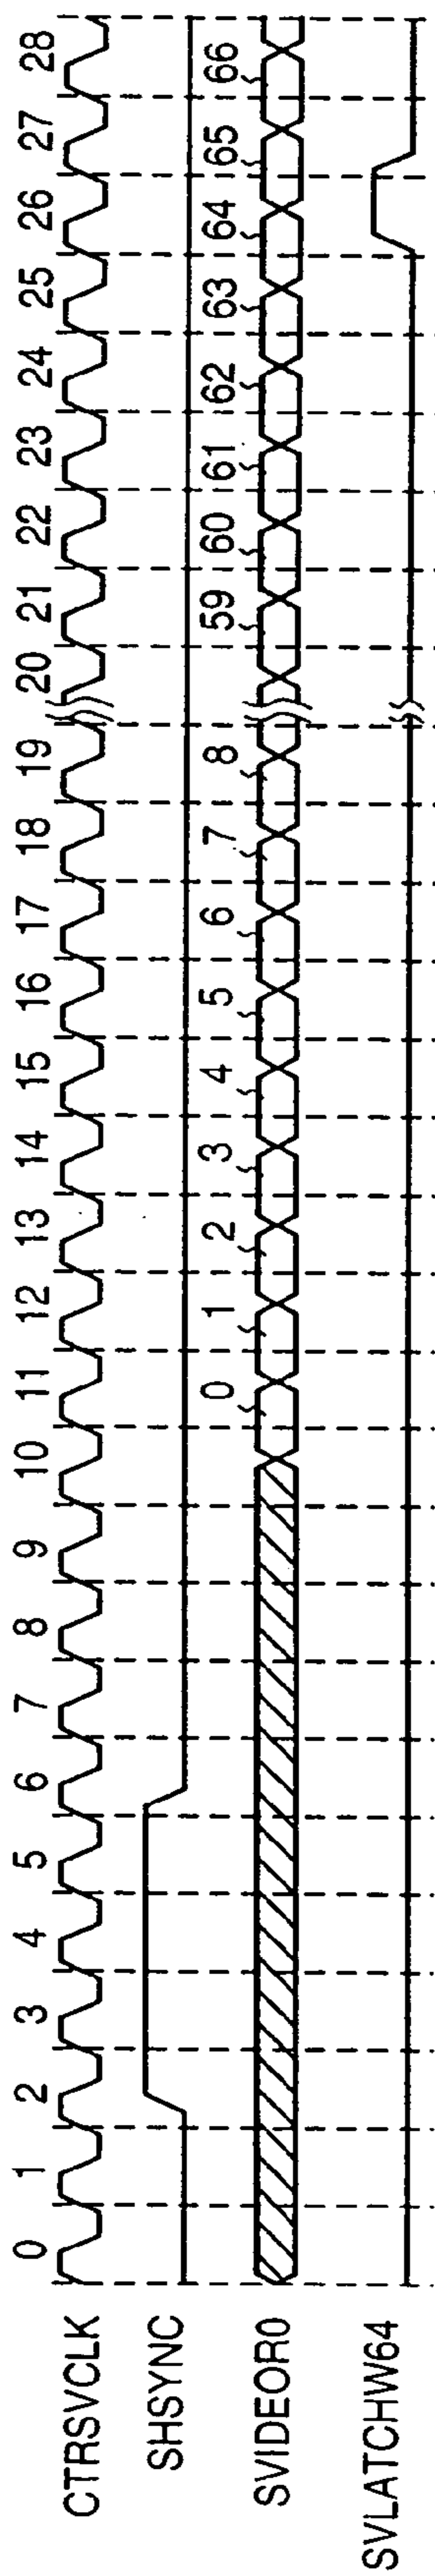 0 1 2 3 4 5 6 7 8 9 10 11 12 13 14 15 16 17 18 19 20 21 22 23 24 25 26 27 28
CTRSVCLK
SHSYNC
0 1 2 3 4 5 6 7 8 59 60 61 62 63 64 65 66
SVIDEOR0
SVLATCHW64